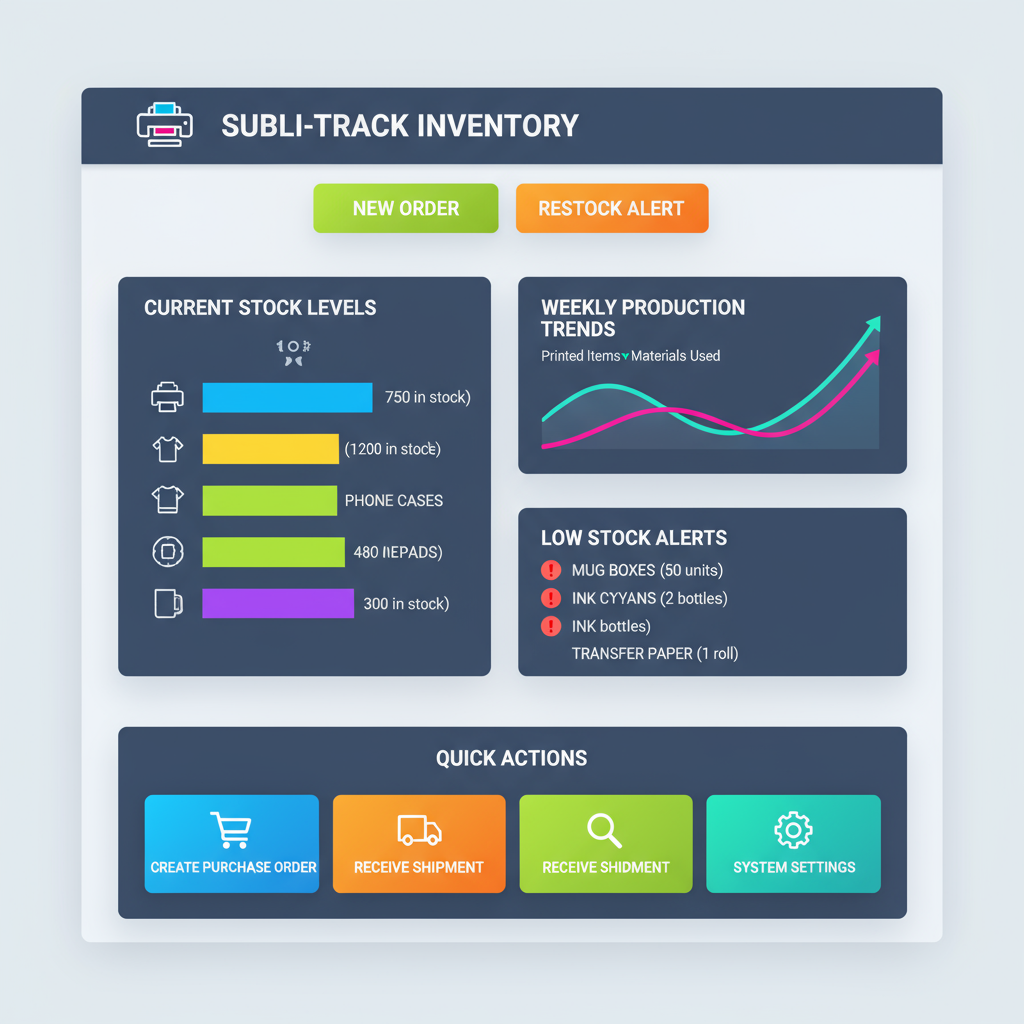 SUBLI-TRACK INVENTORY
NEW ORDER
RESTOCK ALERT
CURRENT STOCK LEVELS
750 in stock)
(1200 in stock)
PHONE CASES
480
300 in stock)
WEEKLY PRODUCTION
TRENDS
Printed Items Materials Used
LOW STOCK ALERTS
! MUG BOXES (50 units)
! INK CYYANS (2 bottles)
! INK bottles)
TRANSFER PAPER (1 roll)
QUICK ACTIONS
CREATE PURCHASE ORDER
RECEIVE SHIPMENT
RECEIVE SHIDMENT
SYSTEM SETTINGS